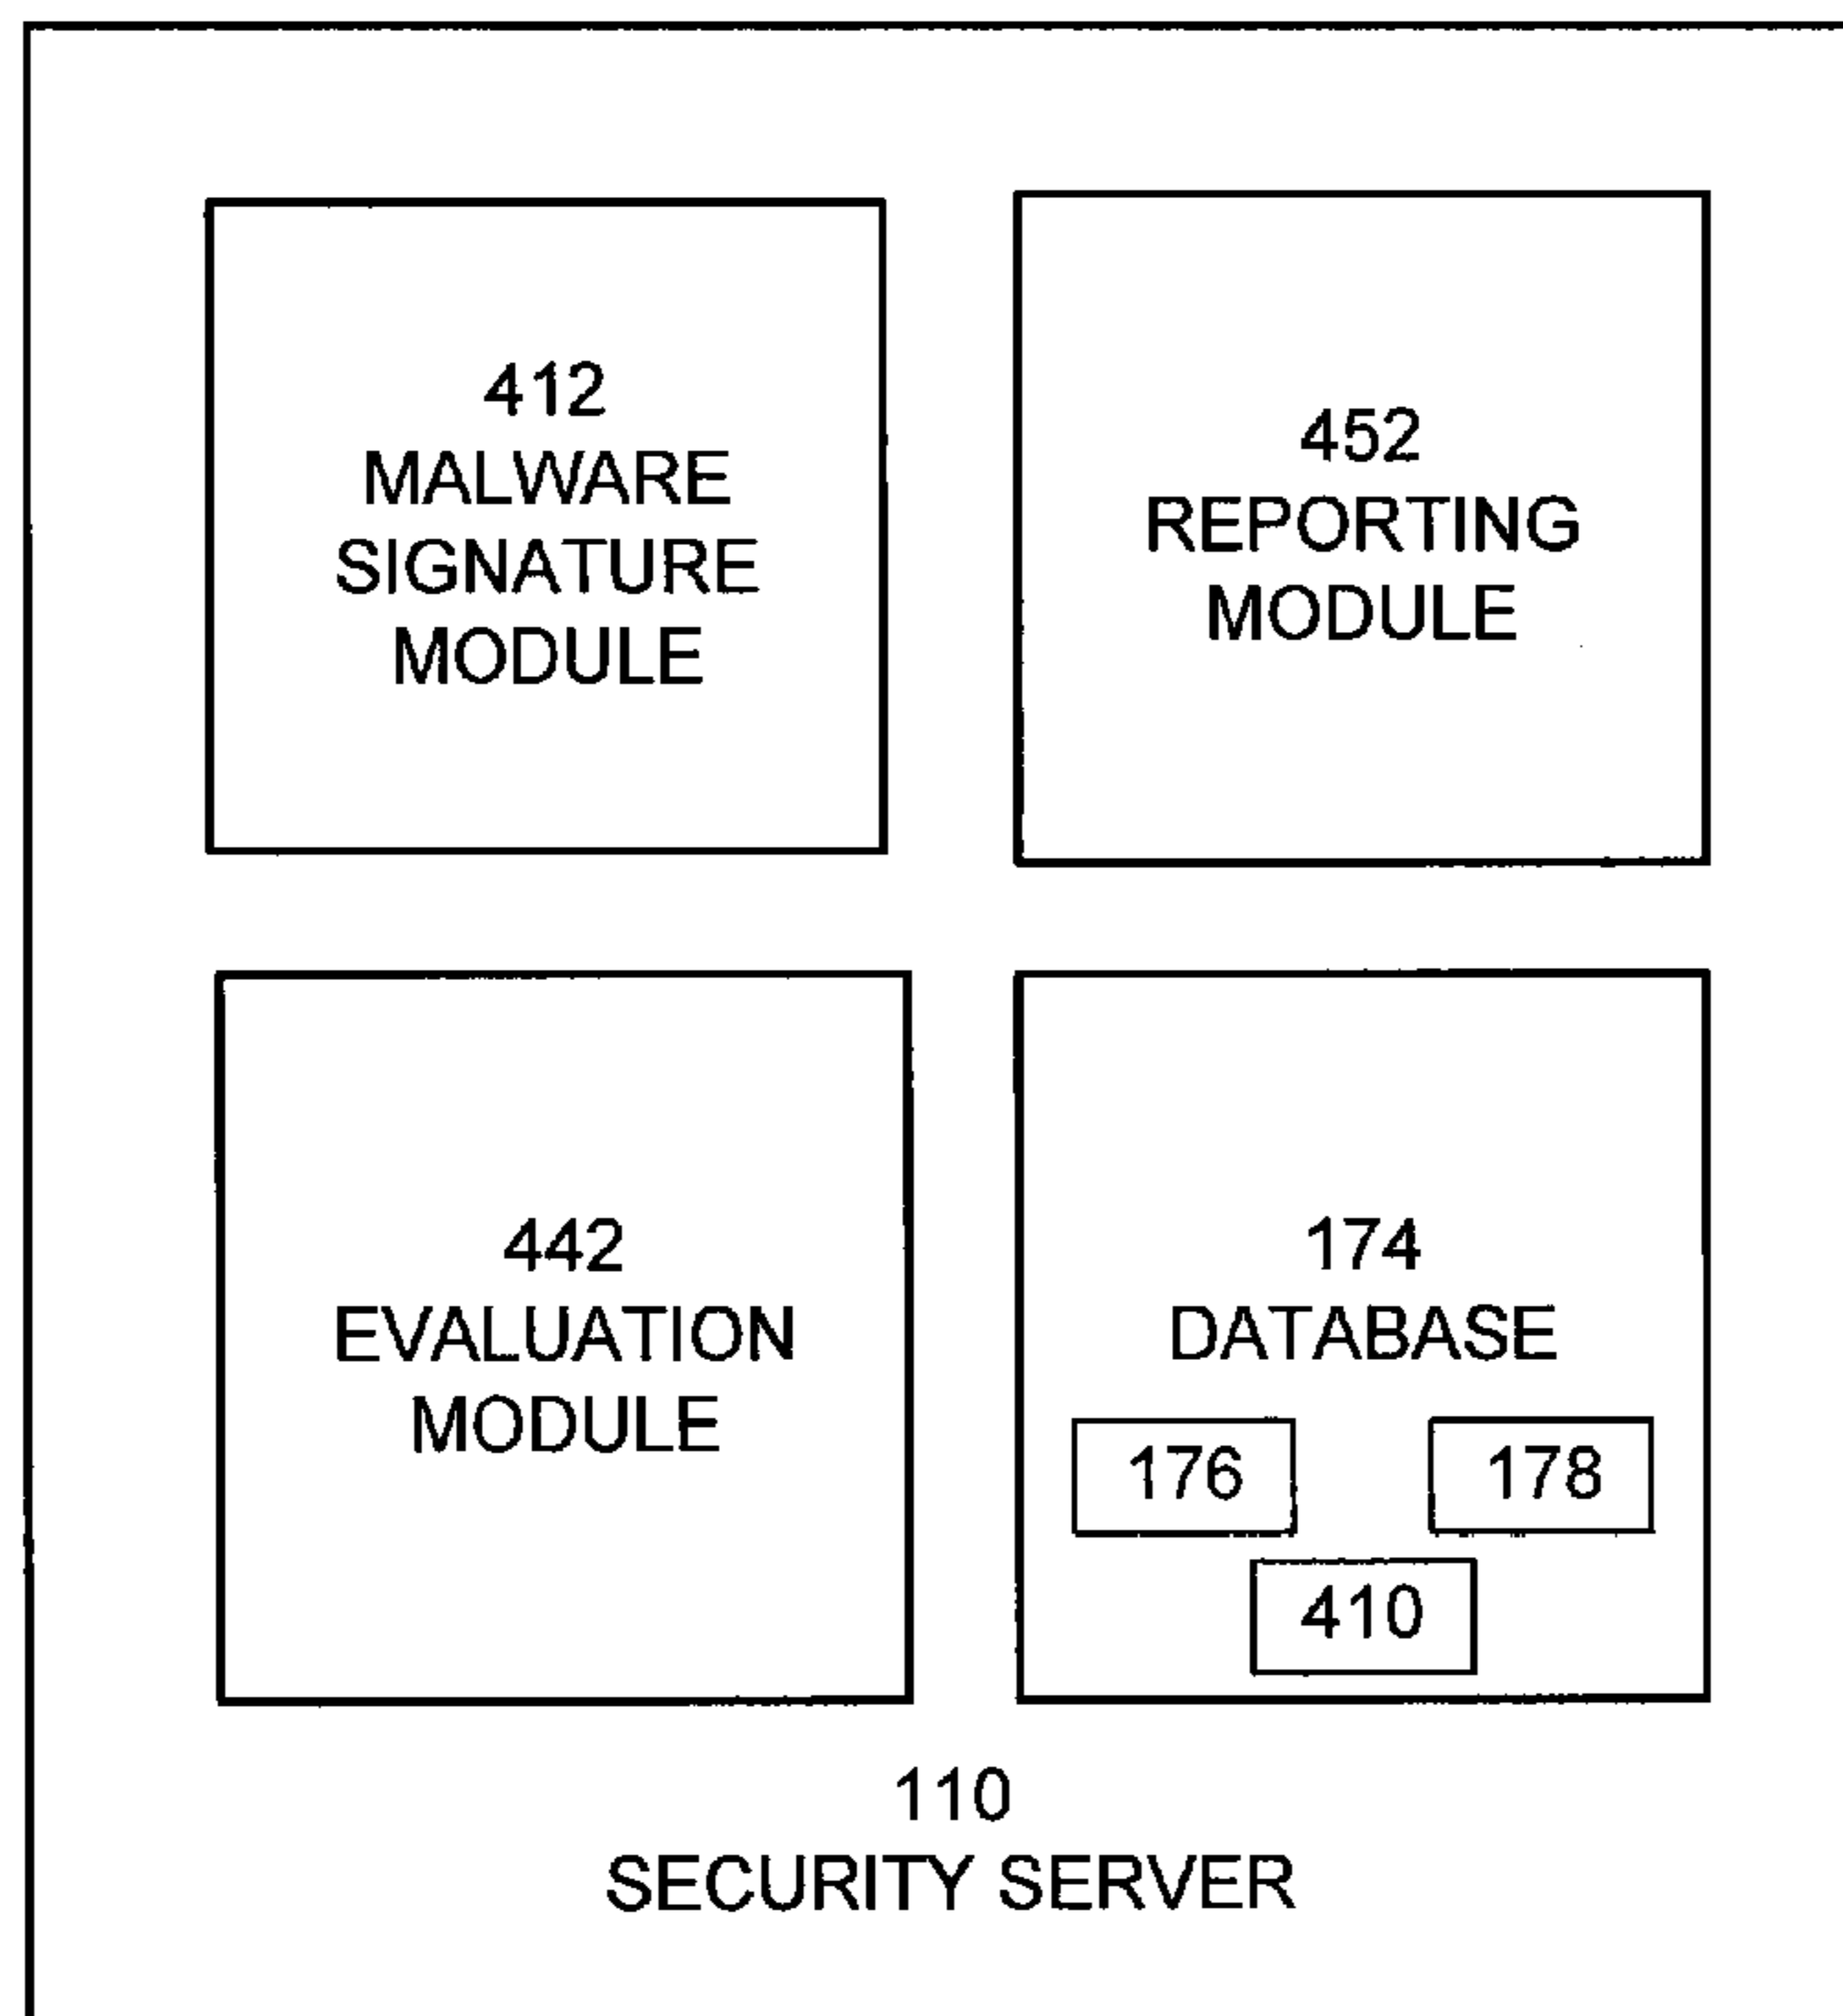 412
MALWARE
SIGNATURE
MODULE
452
REPORTING
MODULE
442
EVALUATION
MODULE
174
DATABASE
176
178
410
110
SECURITY SERVER